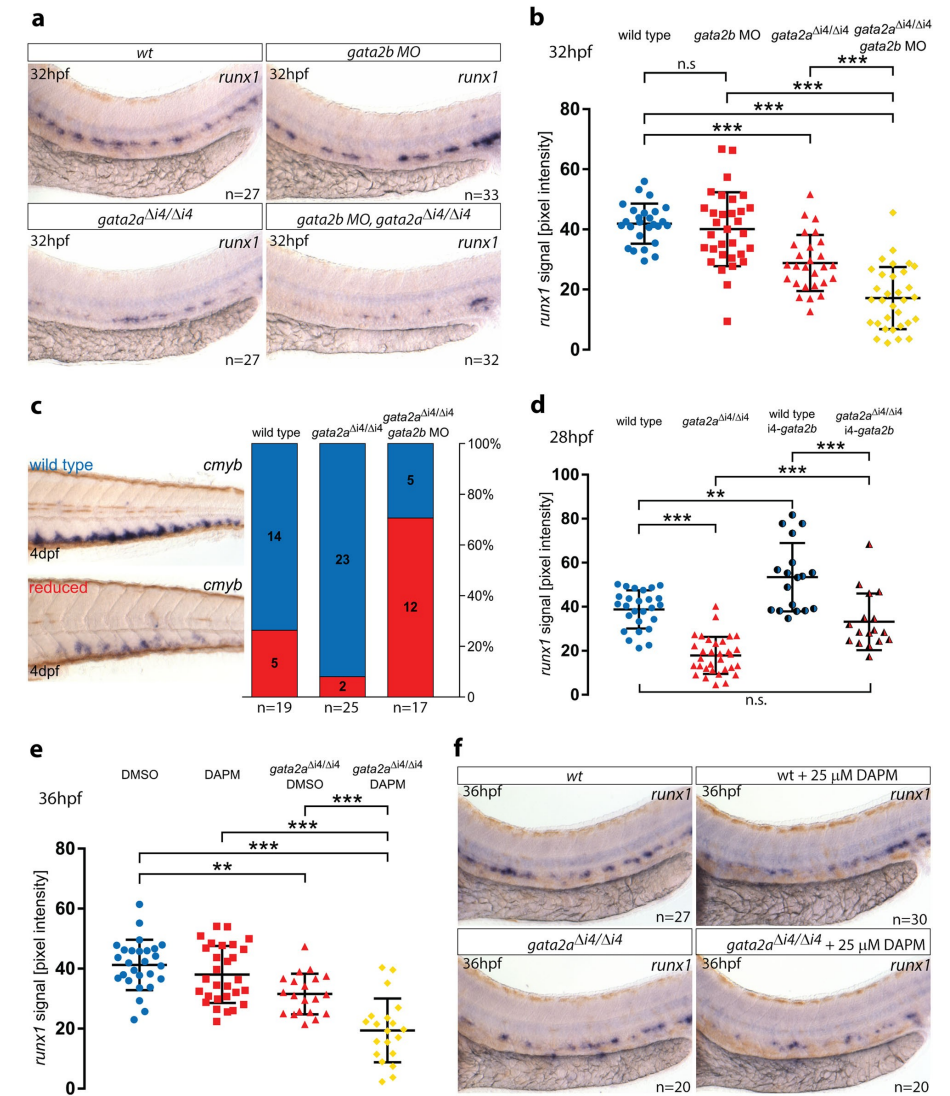 a
wt
gata2b MO
32hpf
runx1
n=27
32hpf
runx1
n=33
gata2aΔi4/Δi4
gata2b MO, gata2aΔi4/Δi4
32hpf
runx1
n=27
32hpf
runx1
n=32
b
32hpf
wild type
gata2b MO
gata2aΔi4/Δi4
gata2aΔi4/Δi4
gata2b MO
***
n.s
***
***
***
runx1 signal [pixel intensity]
80
60
40
20
0
c
wild type
cmyb
4dpf
reduced
cmyb
4dpf
wild type
gata2aΔi4/Δi4
gata2aΔi4/Δi4
gata2b MO
14
5
23
2
5
12
100%
80%
60%
40%
20%
0
n=19
n=25
n=17
d
28hpf
wild type
gata2aΔi4/Δi4
wild type
i4-gata2b
gata2aΔi4/Δi4
i4-gata2b
***
***
**
***
runx1 signal [pixel intensity]
100
80
60
40
20
0
n.s.
e
36hpf
DMSO
DAPM
gata2aΔi4/Δi4
DMSO
gata2aΔi4/Δi4
DAPM
***
***
***
**
runx1 signal [pixel intensity]
80
60
40
20
0
f
wt
wt + 25 μM DAPM
36hpf
runx1
n=27
36hpf
runx1
n=30
gata2aΔi4/Δi4
gata2aΔi4/Δi4 + 25 μM DAPM
36hpf
runx1
n=20
36hpf
runx1
n=20